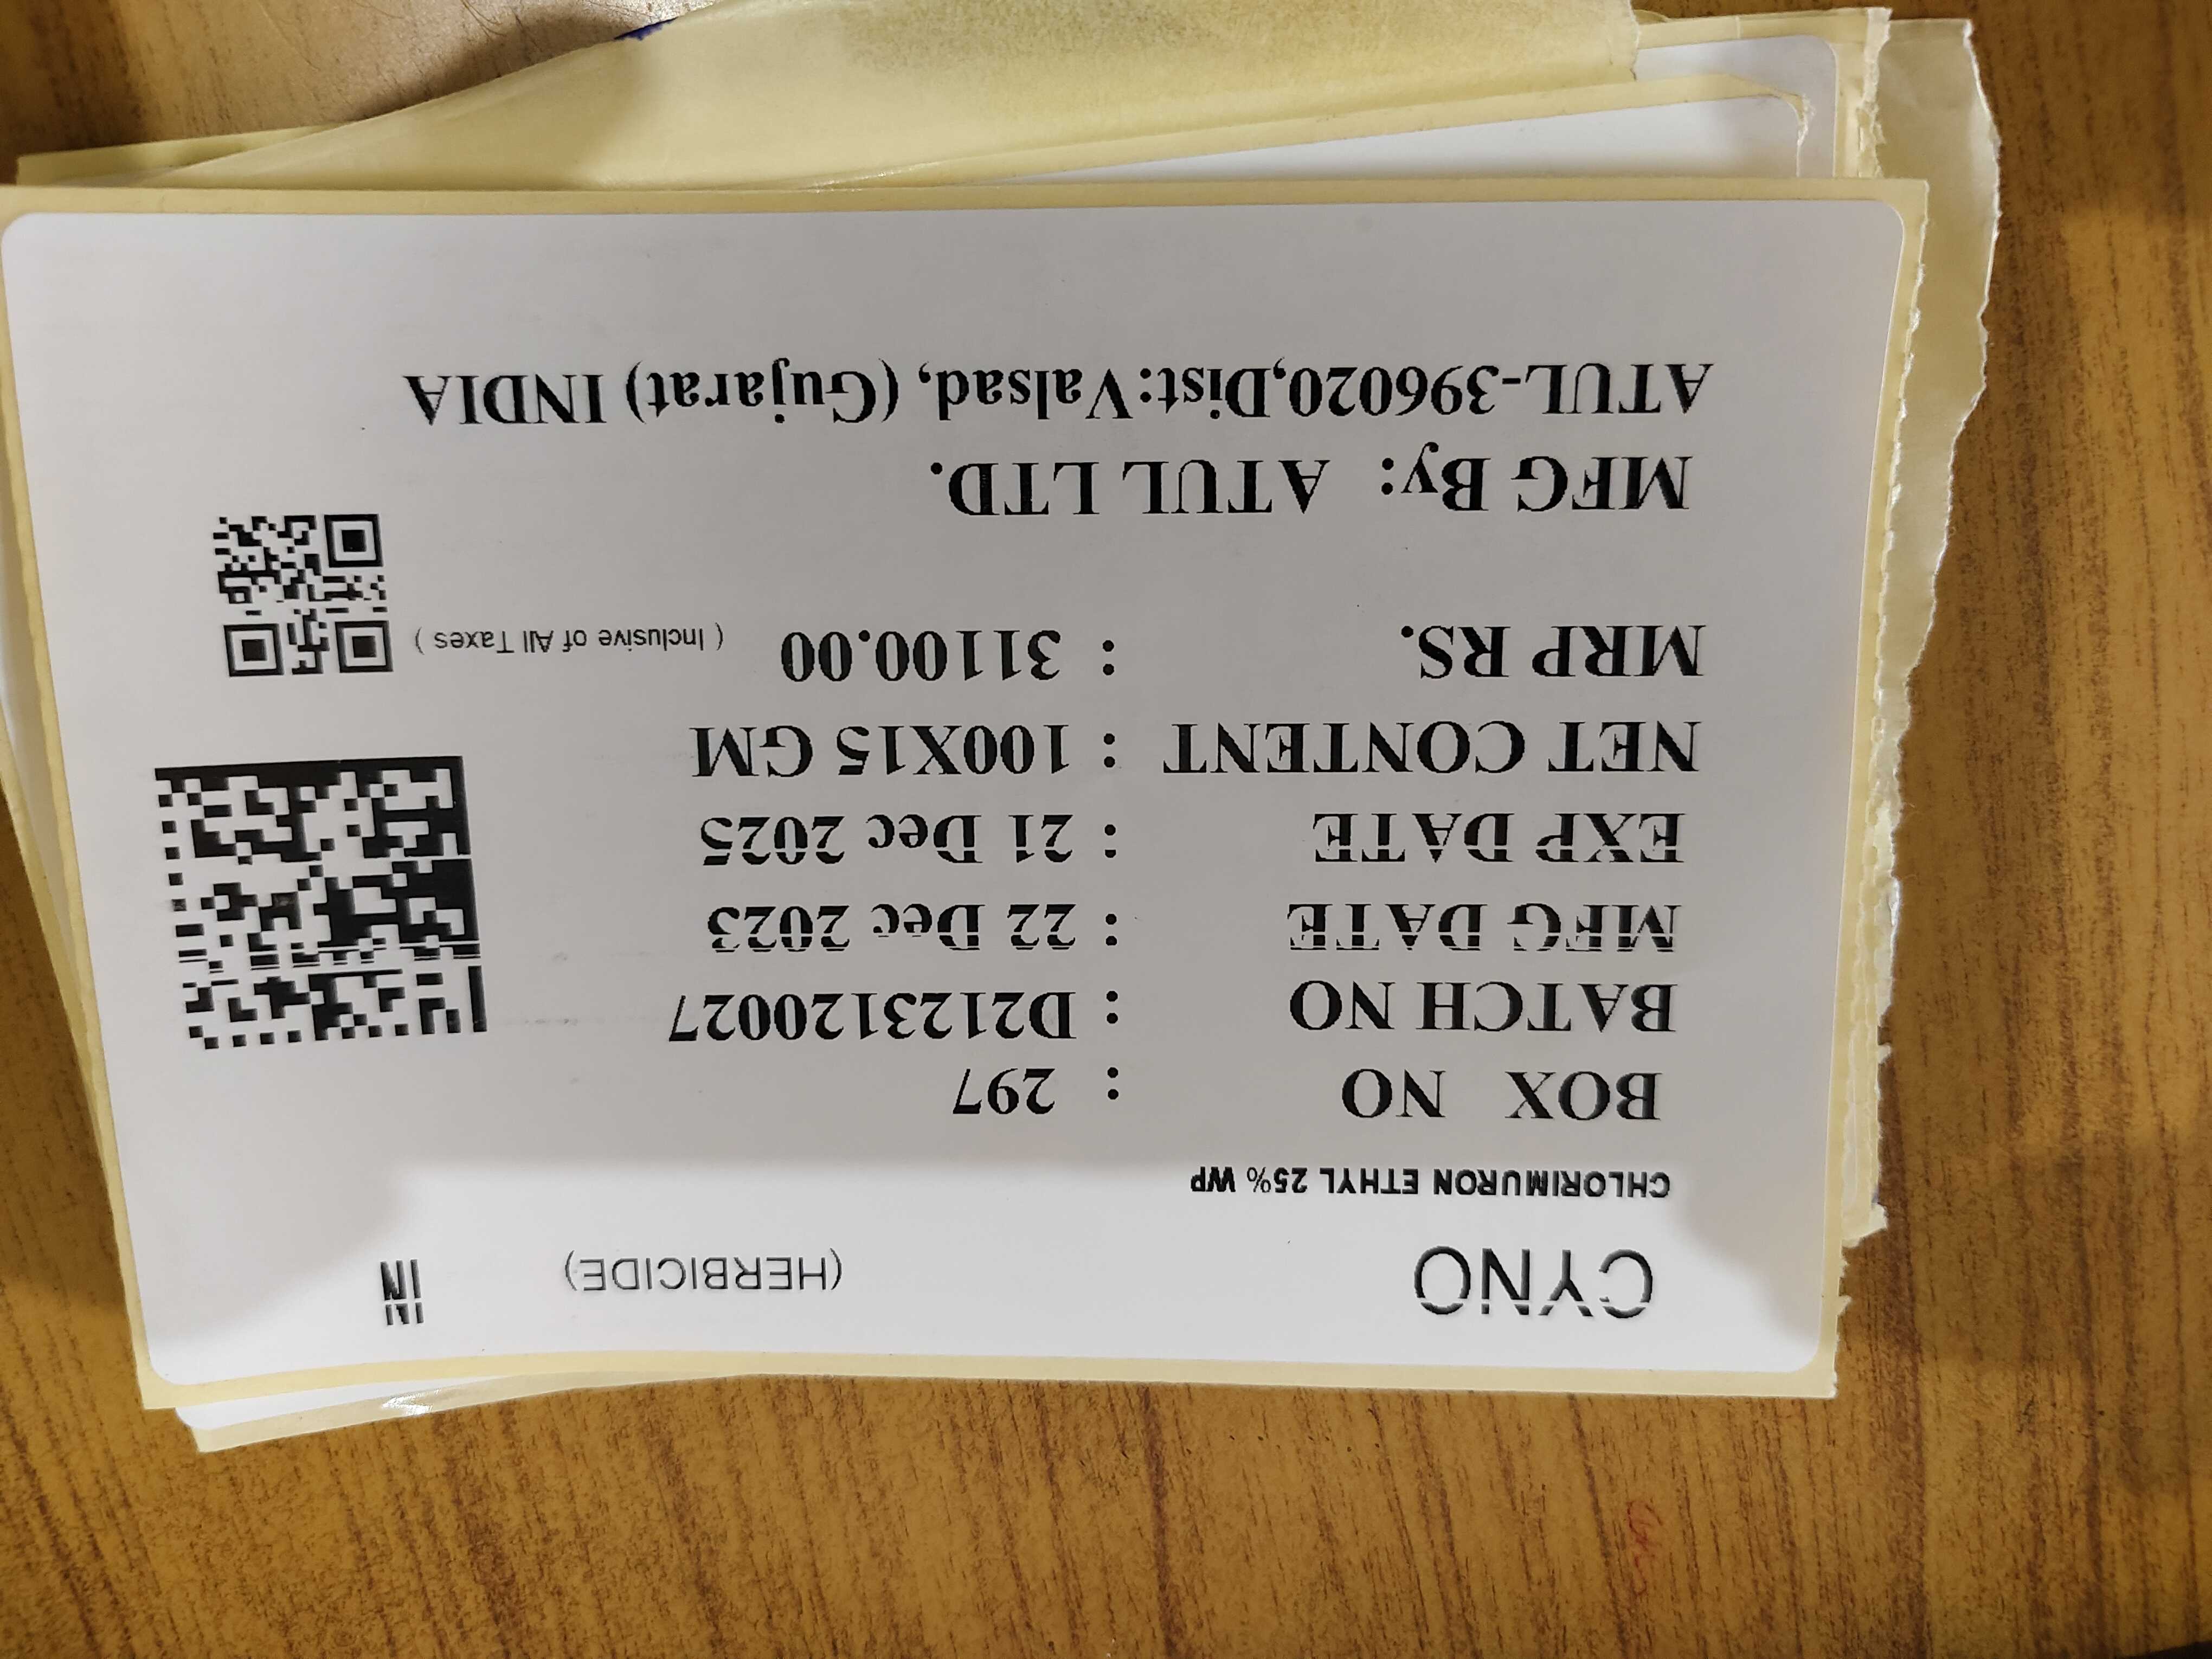 CYNO (HERBICIDE) IN
CHLORIMURON ETHYL 25% WP
BOX NO : 297
BATCH NO : D2123120027
MFG DATE : 22 Dec 2023
EXP DATE : 21 Dec 2025
NET CONTENT : 100X15 GM
MRP RS. : 31100.00 ( Inclusive of All Taxes )
MFG By: ATUL LTD.
ATUL-396020,Dist:Valsad, (Gujarat) INDIA